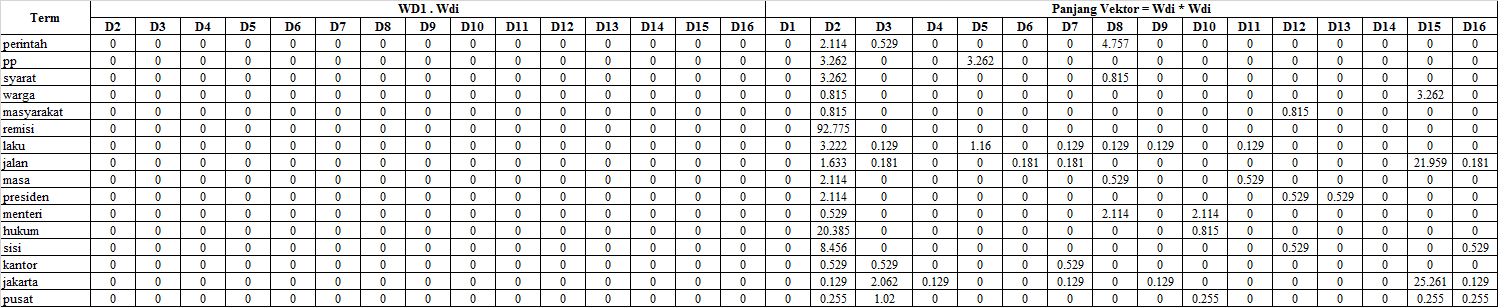 Term WD1 . Wdi Panjang Vektor = Wdi * Wdi
D2 D3 D4 D5 D6 D7 D8 D9 D10 D11 D12 D13 D14 D15 D16 D1 D2 D3 D4 D5 D6 D7 D8 D9 D10 D11 D12 D13 D14 D15 D16
perintah 0 0 0 0 0 0 0 0 0 0 0 0 0 0 0 0 2.114 0.529 0 0 0 0 4.757 0 0 0 0 0 0 0 0
pp 0 0 0 0 0 0 0 0 0 0 0 0 0 0 0 0 3.262 0 0 3.262 0 0 0 0 0 0 0 0 0 0 0
syarat 0 0 0 0 0 0 0 0 0 0 0 0 0 0 0 0 3.262 0 0 0 0 0 0.815 0 0 0 0 0 0 0 0
warga 0 0 0 0 0 0 0 0 0 0 0 0 0 0 0 0 0.815 0 0 0 0 0 0 0 0 0 0 0 0 3.262 0
masyarakat 0 0 0 0 0 0 0 0 0 0 0 0 0 0 0 0 0.815 0 0 0 0 0 0 0 0 0 0.815 0 0 0 0
remisi 0 0 0 0 0 0 0 0 0 0 0 0 0 0 0 0 92.775 0 0 0 0 0 0 0 0 0 0 0 0 0 0
laku 0 0 0 0 0 0 0 0 0 0 0 0 0 0 0 0 3.222 0.129 0 1.16 0 0.129 0.129 0.129 0 0.129 0 0 0 0 0
jalan 0 0 0 0 0 0 0 0 0 0 0 0 0 0 0 0 1.633 0.181 0 0 0.181 0.181 0 0 0 0 0 0 0 21.959 0.181
masa 0 0 0 0 0 0 0 0 0 0 0 0 0 0 0 0 2.114 0 0 0 0 0 0.529 0 0 0.529 0 0 0 0 0
presiden 0 0 0 0 0 0 0 0 0 0 0 0 0 0 0 0 2.114 0 0 0 0 0 0 0 0 0 0.529 0.529 0 0 0
menteri 0 0 0 0 0 0 0 0 0 0 0 0 0 0 0 0 0.529 0 0 0 0 0 2.114 0 2.114 0 0 0 0 0 0
hukum 0 0 0 0 0 0 0 0 0 0 0 0 0 0 0 0 20.385 0 0 0 0 0 0 0 0.815 0 0 0 0 0 0
sisi 0 0 0 0 0 0 0 0 0 0 0 0 0 0 0 0 8.456 0 0 0 0 0 0 0 0 0 0.529 0 0 0 0.529
kantor 0 0 0 0 0 0 0 0 0 0 0 0 0 0 0 0 0.529 0.529 0 0 0 0.529 0 0 0 0 0 0 0 0 0
jakarta 0 0 0 0 0 0 0 0 0 0 0 0 0 0 0 0 0.129 2.062 0.129 0 0 0.129 0 0.129 0 0 0 0 0 25.261 0.129
pusat 0 0 0 0 0 0 0 0 0 0 0 0 0 0 0 0 0.255 1.02 0 0 0 0 0 0 0.255 0 0 0 0 0.255 0.255